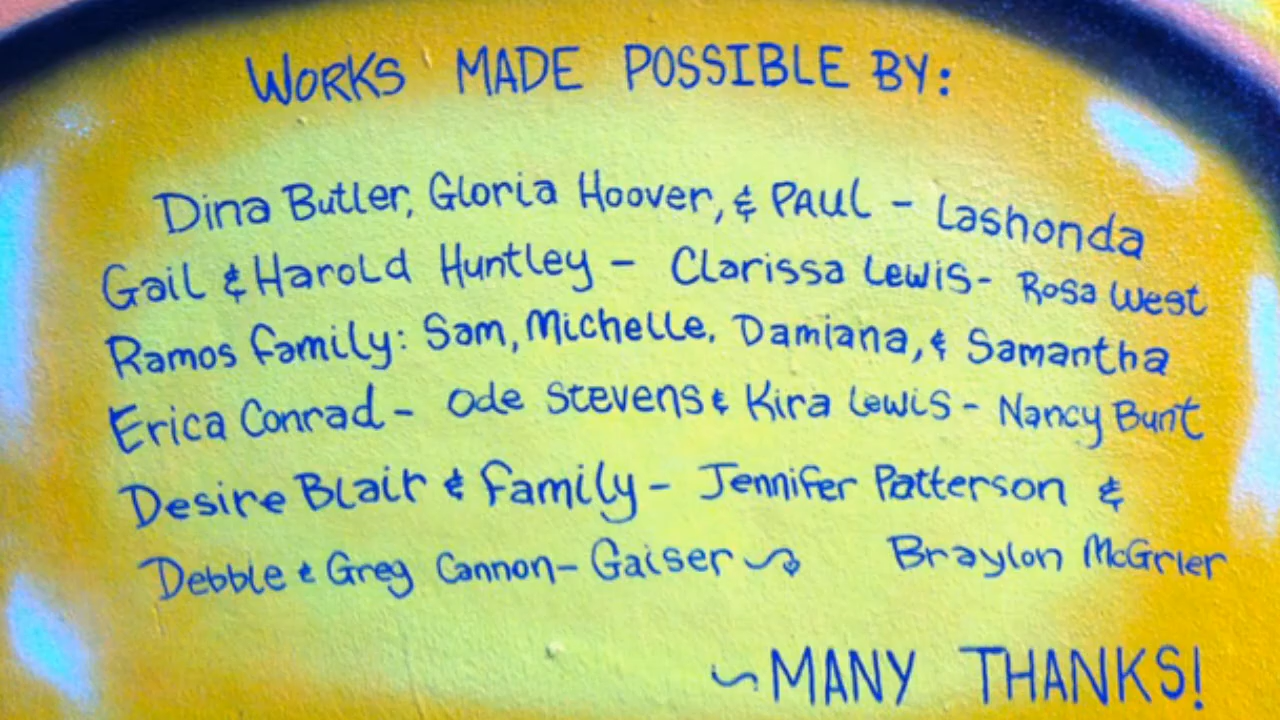 WORKS MADE POSSIBLE BY:
Dina Butler, Gloria Hoover, & PAUL - Lashonda
Gail & Harold Huntley - Clarissa Lewis - Rosa West
Ramos family: Sam, Michelle, Damiana, & Samantha
Erica Conrad - Ode Stevens & Kira Lewis - Nancy Bunt
Desire Blair & family - Jennifer Patterson &
Debble & Greg Cannon - Gaiser Braylon McGrier
~MANY THANKS!